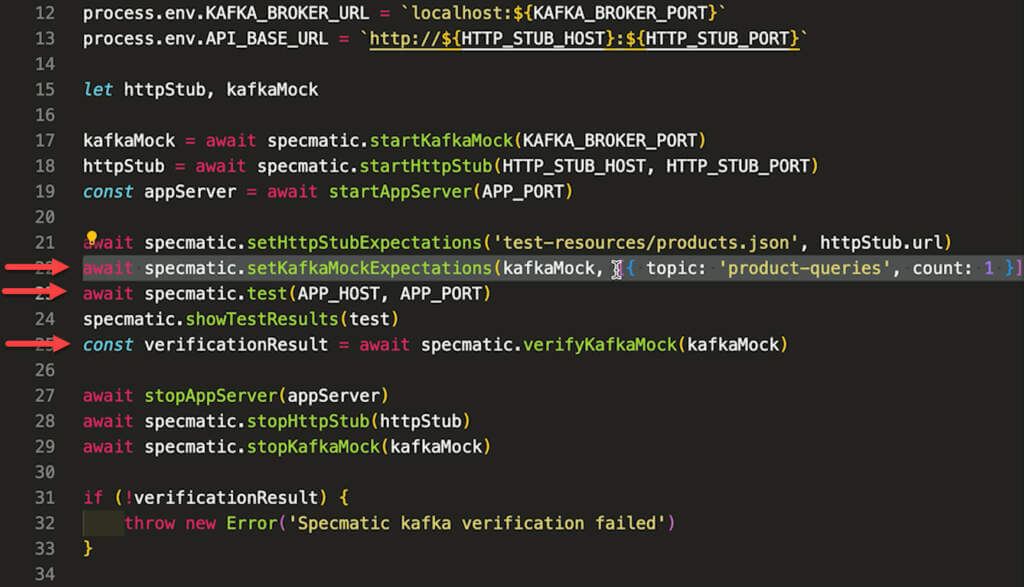 12 process.env.KAFKA_BROKER_URL = `localhost:${KAFKA_BROKER_PORT}`
13 process.env.API_BASE_URL = `http://${HTTP_STUB_HOST}:${HTTP_STUB_PORT}`
14
15 let httpStub, kafkaMock
16
17 kafkaMock = await specmatic.startKafkaMock(KAFKA_BROKER_PORT)
18 httpStub = await specmatic.startHttpStub(HTTP_STUB_HOST, HTTP_STUB_PORT)
19 const appServer = await startAppServer(APP_PORT)
20
21 await specmatic.setHttpStubExpectations('test-resources/products.json', httpStub.url)
22 await specmatic.setKafkaMockExpectations(kafkaMock, [{ topic: 'product-queries', count: 1 }]
23 await specmatic.test(APP_HOST, APP_PORT)
24 specmatic.showTestResults(test)
25 const verificationResult = await specmatic.verifyKafkaMock(kafkaMock)
26
27 await stopAppServer(appServer)
28 await specmatic.stopHttpStub(httpStub)
29 await specmatic.stopKafkaMock(kafkaMock)
30
31 if (!verificationResult) {
32 throw new Error('Specmatic kafka verification failed')
33 }
34